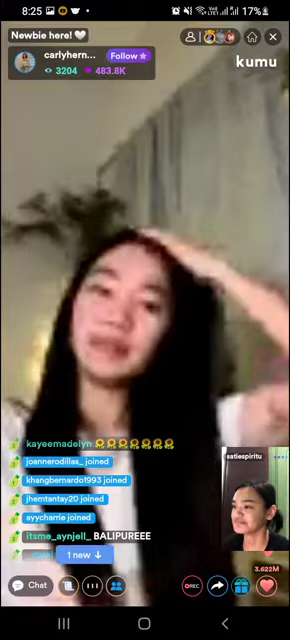 8:25
17%
Newbie here!
carlyhern...
Follow
3204
483.8K
kumu
satiespiritu
kayeemadelyn
joannerodillas_ joined
khangbernardo1993 joined
jhemtantay20 joined
ayycharrie joined
itsme_aynjell_ BALIPUREEE
1 new
3.622M
Chat
REC